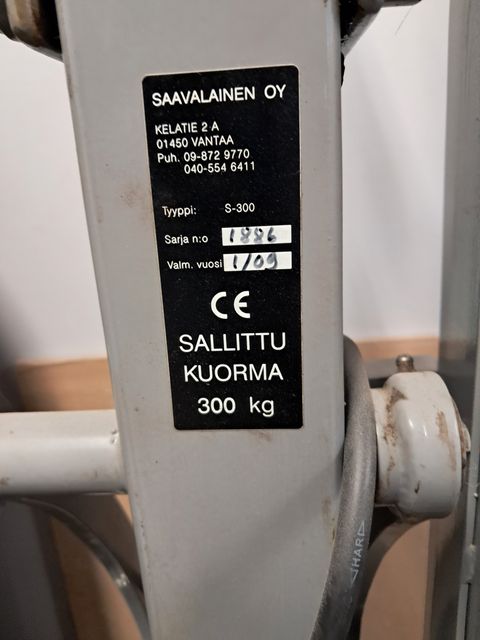 SAAVALAINEN OY
KELATIE 2 A
01450 VANTAA
Puh. 09-872 9770
040-554 6411
Tyyppi: S-300
Sarja n:o 1886
Valm. vuosi 1/09
CE
SALLITTU
KUORMA
300 kg
HARD